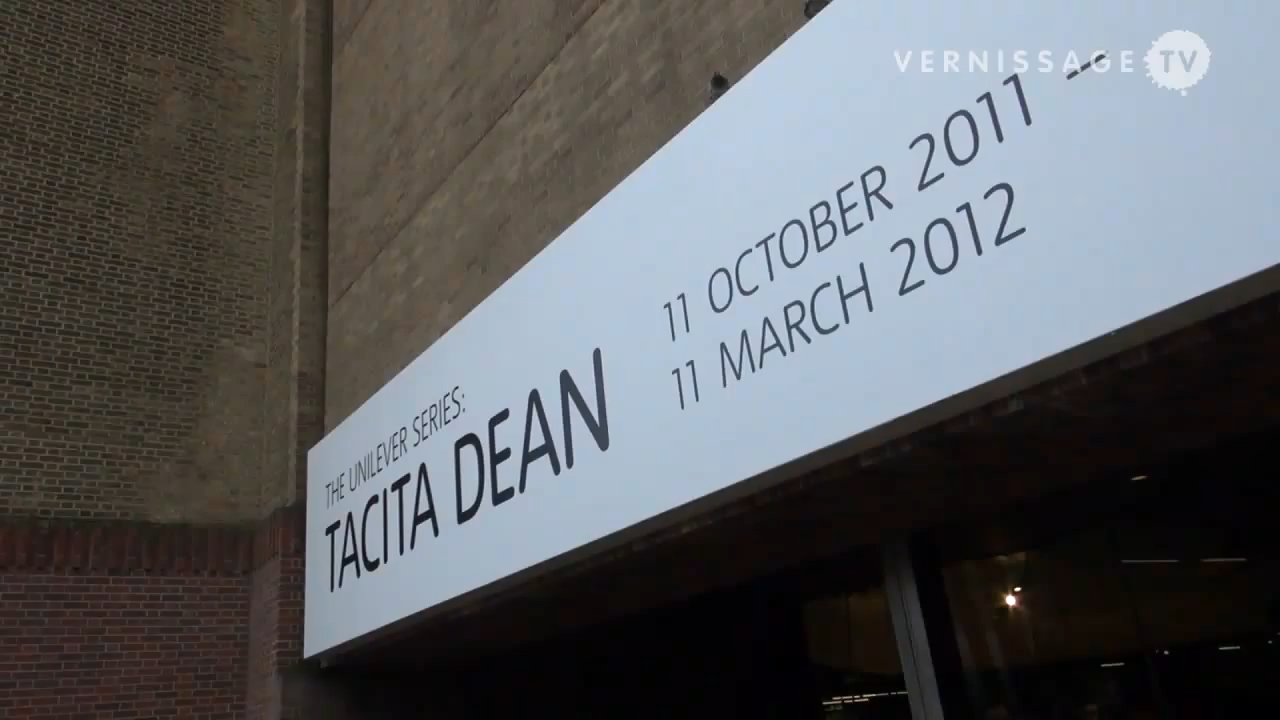 VERNISSAGE TV
THE UNILEVER SERIES:
TACITA DEAN
11 OCTOBER 2011 –
11 MARCH 2012